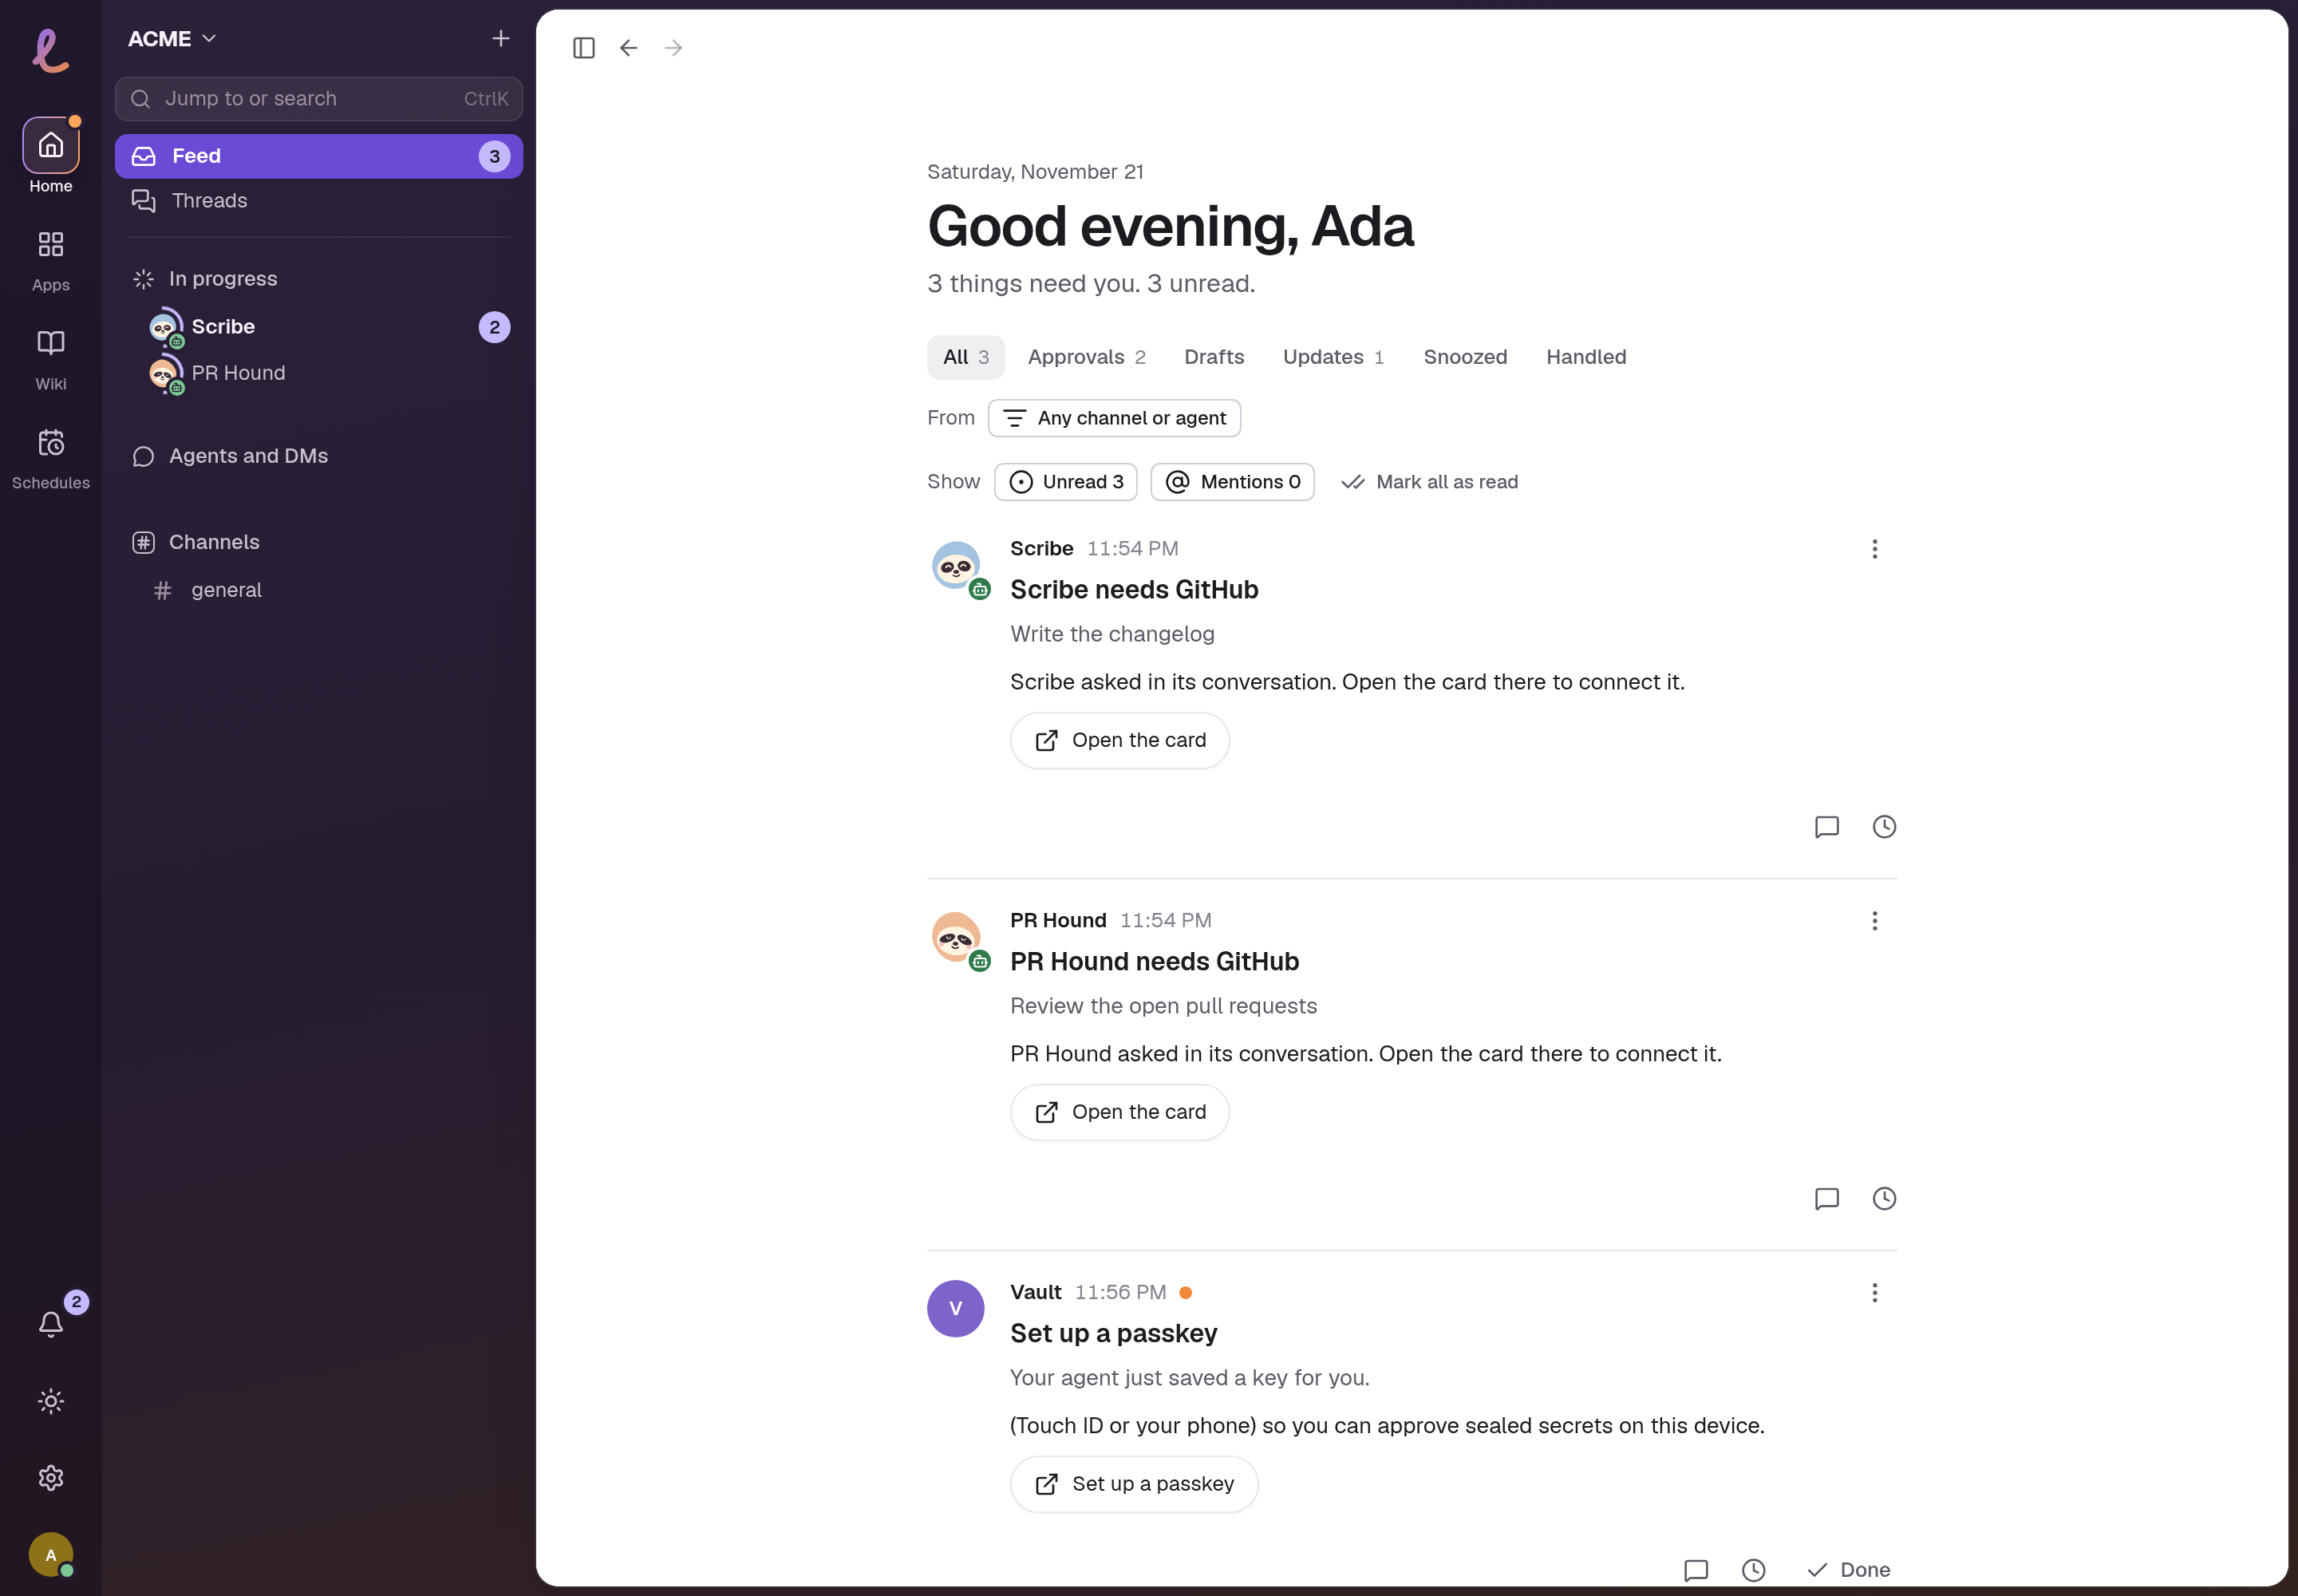 ACME
Jump to or search CtrlK
Feed 3
Threads
In progress
Scribe 2
PR Hound
Agents and DMs
Channels
# general
Home
Apps
Wiki
Schedules
2
A
Saturday, November 21
Good evening, Ada
3 things need you. 3 unread.
All 3 Approvals 2 Drafts Updates 1 Snoozed Handled
From Any channel or agent
Show Unread 3 Mentions 0 Mark all as read
Scribe 11:54 PM
Scribe needs GitHub
Write the changelog
Scribe asked in its conversation. Open the card there to connect it.
Open the card
PR Hound 11:54 PM
PR Hound needs GitHub
Review the open pull requests
PR Hound asked in its conversation. Open the card there to connect it.
Open the card
V
Vault 11:56 PM
Set up a passkey
Your agent just saved a key for you.
(Touch ID or your phone) so you can approve sealed secrets on this device.
Set up a passkey
Done